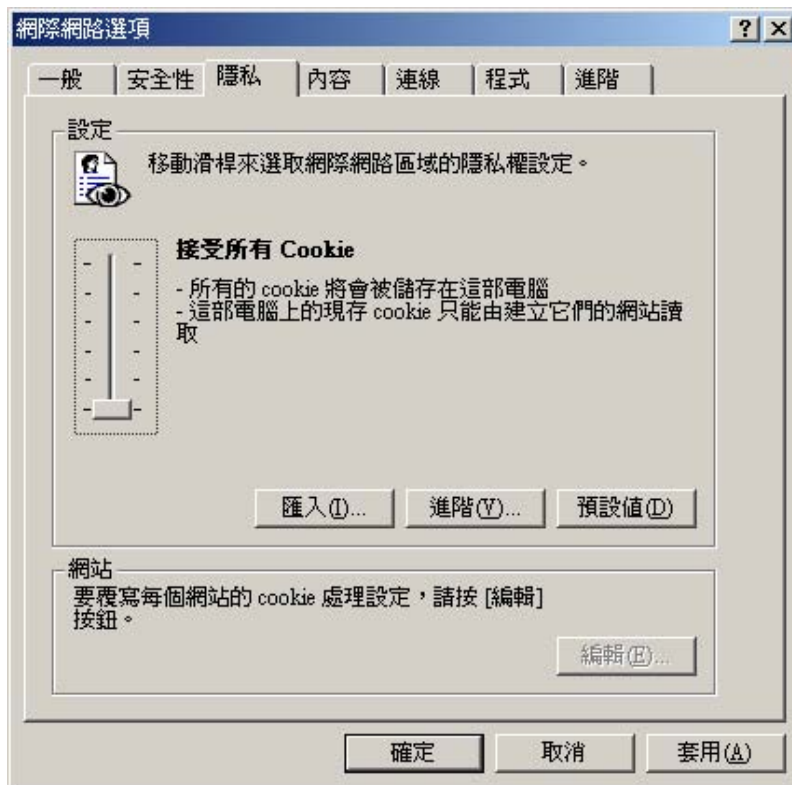 網際網路選項
一般 安全性 隱私 內容 連線 程式 進階
設定
移動滑桿來選取網際網路區域的隱私權設定。
接受所有 Cookie
- 所有的 cookie 將會被儲存在這部電腦
- 這部電腦上的現存 cookie 只能由建立它們的網站讀
取
匯入(I)... 進階(V)... 預設值(D)
網站
要覆寫每個網站的 cookie 處理設定，請按 [編輯]
按鈕。
編輯(E)...
確定 取消 套用(A)